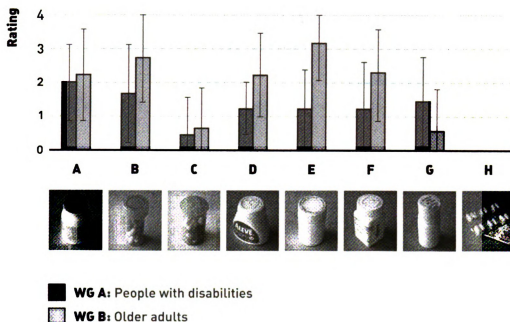 Rating
4
3
2
1
0
A B C D E F G H
ALEVE
WG A: People with disabilities
WG B: Older adults